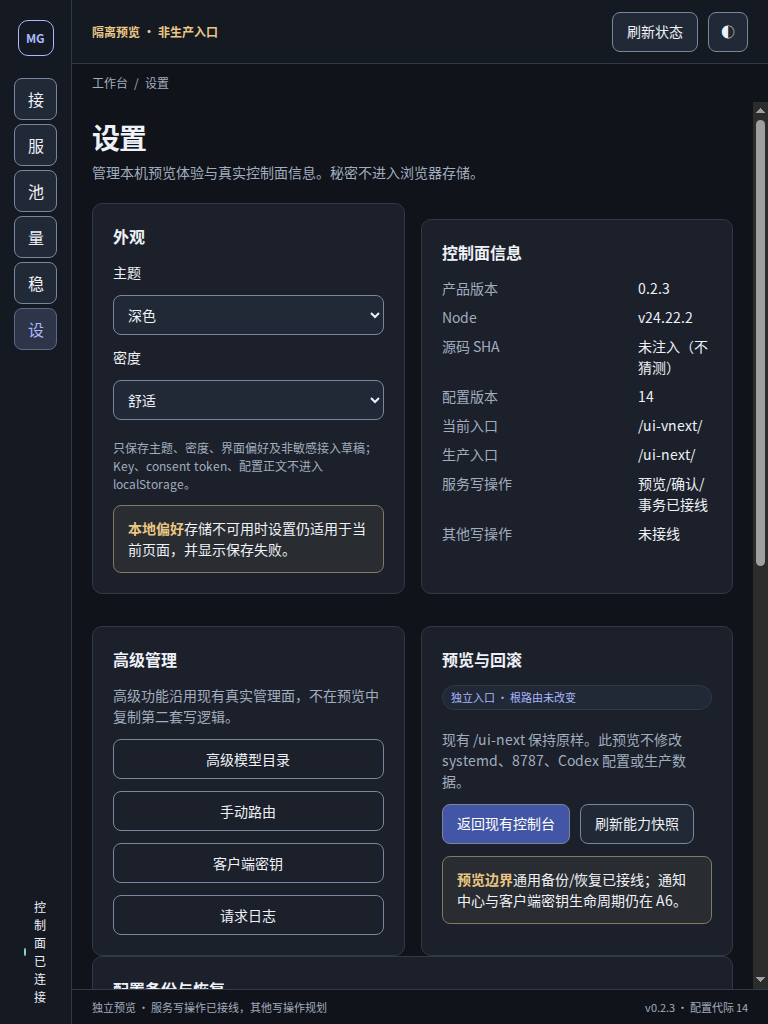 MG
隔离预览 · 非生产入口
刷新状态
接
服
池
量
稳
设
工作台 / 设置
设置
管理本机预览体验与真实控制面信息。秘密不进入浏览器存储。
外观
主题
深色
密度
舒适
只保存主题、密度、界面偏好及非敏感接入草稿；
Key、consent token、配置正文不进入
localStorage。
本地偏好存储不可用时设置仍适用于当
前页面，并显示保存失败。
控制面信息
产品版本 0.2.3
Node v24.22.2
源码 SHA 未注入（不
猜测）
配置版本 14
当前入口 /ui-vnext/
生产入口 /ui-next/
服务写操作 预览/确认/
事务已接线
其他写操作 未接线
高级管理
高级功能沿用现有真实管理面，不在预览中
复制第二套写逻辑。
高级模型目录
手动路由
客户端密钥
请求日志
预览与回滚
独立入口 · 根路由未改变
现有 /ui-next 保持原样。此预览不修改
systemd、8787、Codex 配置或生产数
据。
返回现有控制台
刷新能力快照
预览边界通用备份/恢复已接线；通知
中心与客户端密钥生命周期仍在 A6。
配置备份与恢复
控
制
面
已
连
接
独立预览 · 服务写操作已接线，其他写操作规划
v0.2.3 · 配置代际 14